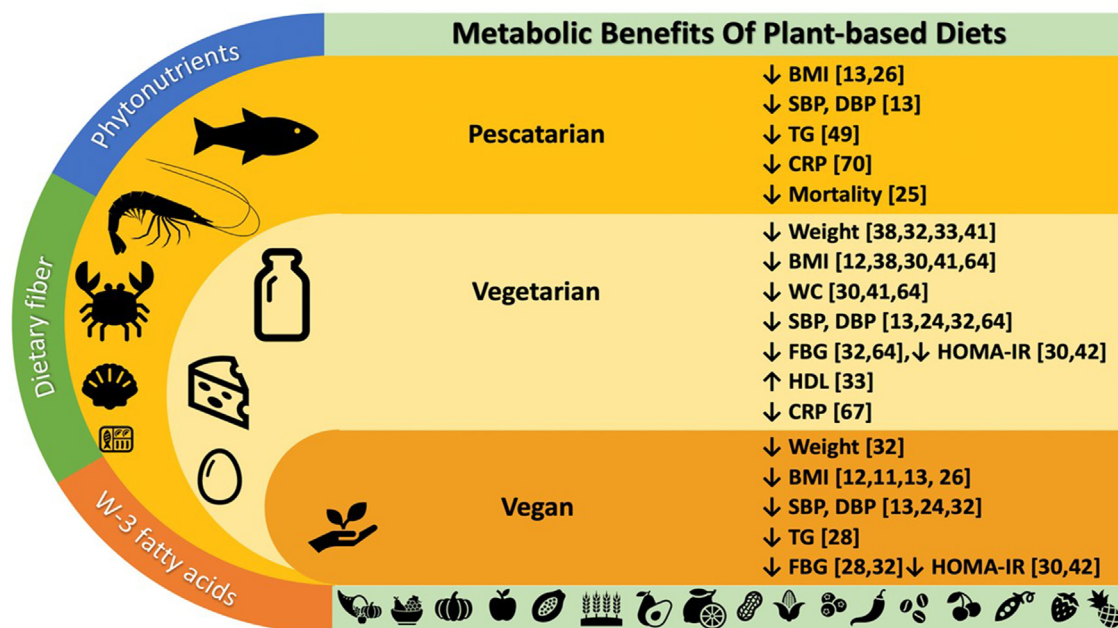 Metabolic Benefits Of Plant-based Diets
Phytonutrients
Dietary fiber
W-3 fatty acids
Pescatarian
↓ BMI [13,26]
↓ SBP, DBP [13]
↓ TG [49]
↓ CRP [70]
↓ Mortality [25]
Vegetarian
↓ Weight [38,32,33,41]
↓ BMI [12,38,30,41,64]
↓ WC [30,41,64]
↓ SBP, DBP [13,24,32,64]
↓ FBG [32,64],↓ HOMA-IR [30,42]
↑ HDL [33]
↓ CRP [67]
Vegan
↓ Weight [32]
↓ BMI [12,11,13, 26]
↓ SBP, DBP [13,24,32]
↓ TG [28]
↓ FBG [28,32]↓ HOMA-IR [30,42]